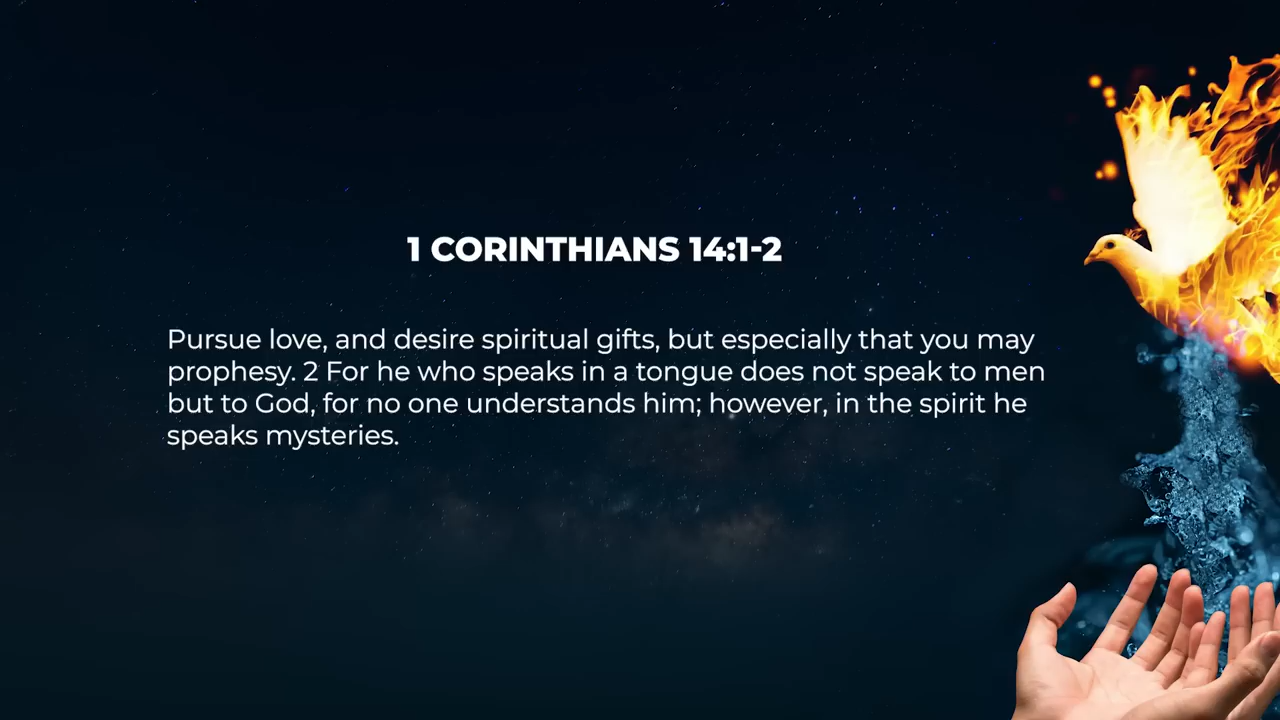 1 CORINTHIANS 14:1-2
Pursue love, and desire spiritual gifts, but especially that you may
prophesy. 2 For he who speaks in a tongue does not speak to men
but to God, for no one understands him; however, in the spirit he
speaks mysteries.